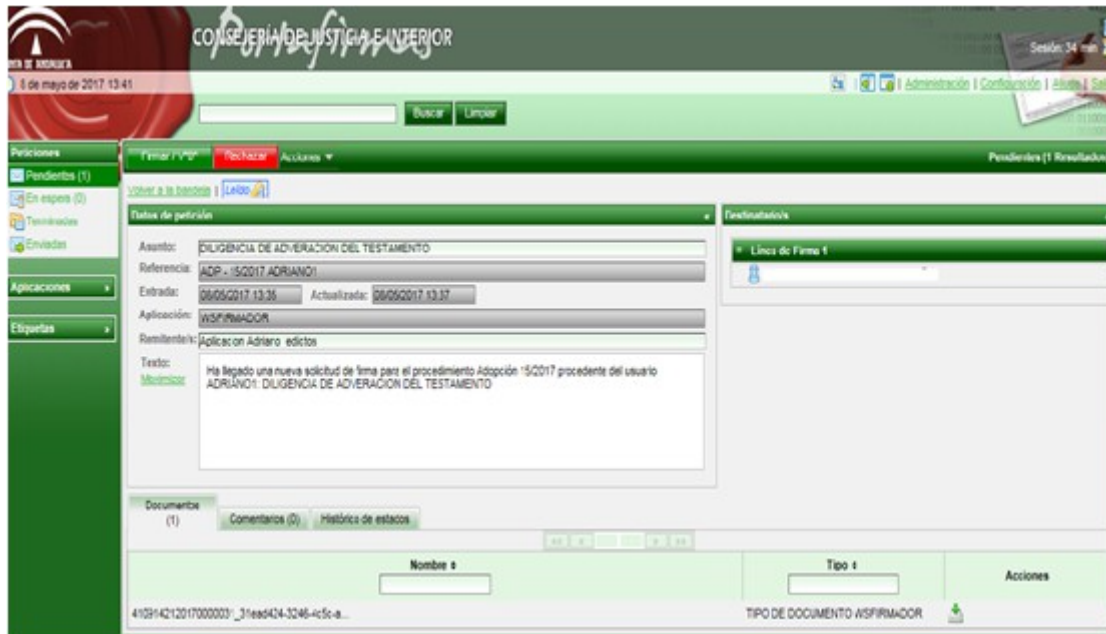 CONSEJERÍA DE JUSTICIA E INTERIOR
Portafirmas
Sesión: 34 min
8 de mayo de 2017 13:41
Administración | Configuración | Ayuda |
Buscar Limpiar
Peticiones
Pendientes (1)
En espera (0)
Terminadas
Enviadas
Aplicaciones
Etiquetas
Rechazar Acciones
Pendientes (1 Resultados
Volver a la bandeja | Leído
Datos de petición
Asunto: DILIGENCIA DE ADVERACION DEL TESTAMENTO
Referencia: ADP - 15/2017 ADRIANO1
Entrada: 08/05/2017 13:35 Actualizada: 08/05/2017 13:37
Aplicación: WSFIRMADOR
Remitente/s: Aplicacion Adriano edictos
Texto:
Maximizar
Ha llegado una nueva solicitud de firma para el procedimiento Adopción 15/2017 procedente del usuario
ADRIANO1: DILIGENCIA DE ADVERACION DEL TESTAMENTO
Destinatario/s
Línea de Firma 1
Documentos
(1)
Comentarios (0)
Histórico de estados
Nombre
Tipo
Acciones
TIPO DE DOCUMENTO WSFIRMADOR